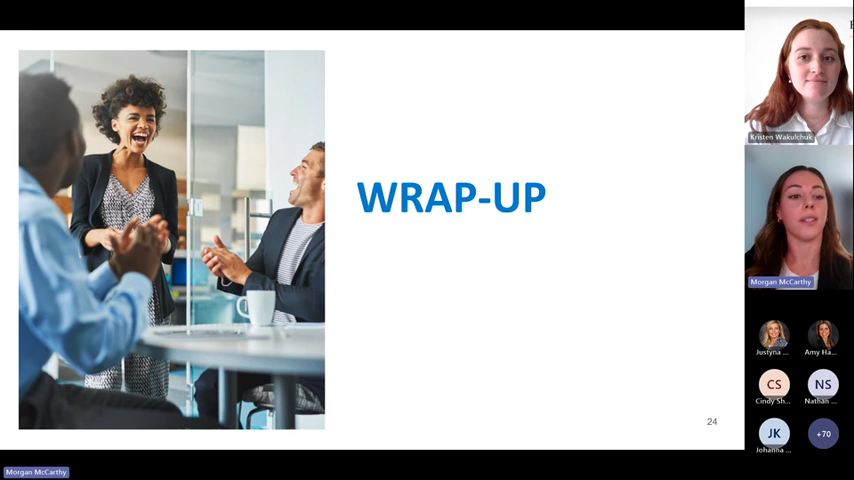 WRAP-UP
24
Kristen Wakulchuk
Morgan McCarthy
Justyna ...
Amy Ha...
CS
NS
Cindy Sh...
Nathan ...
JK
+70
Johanna ...
Morgan McCarthy